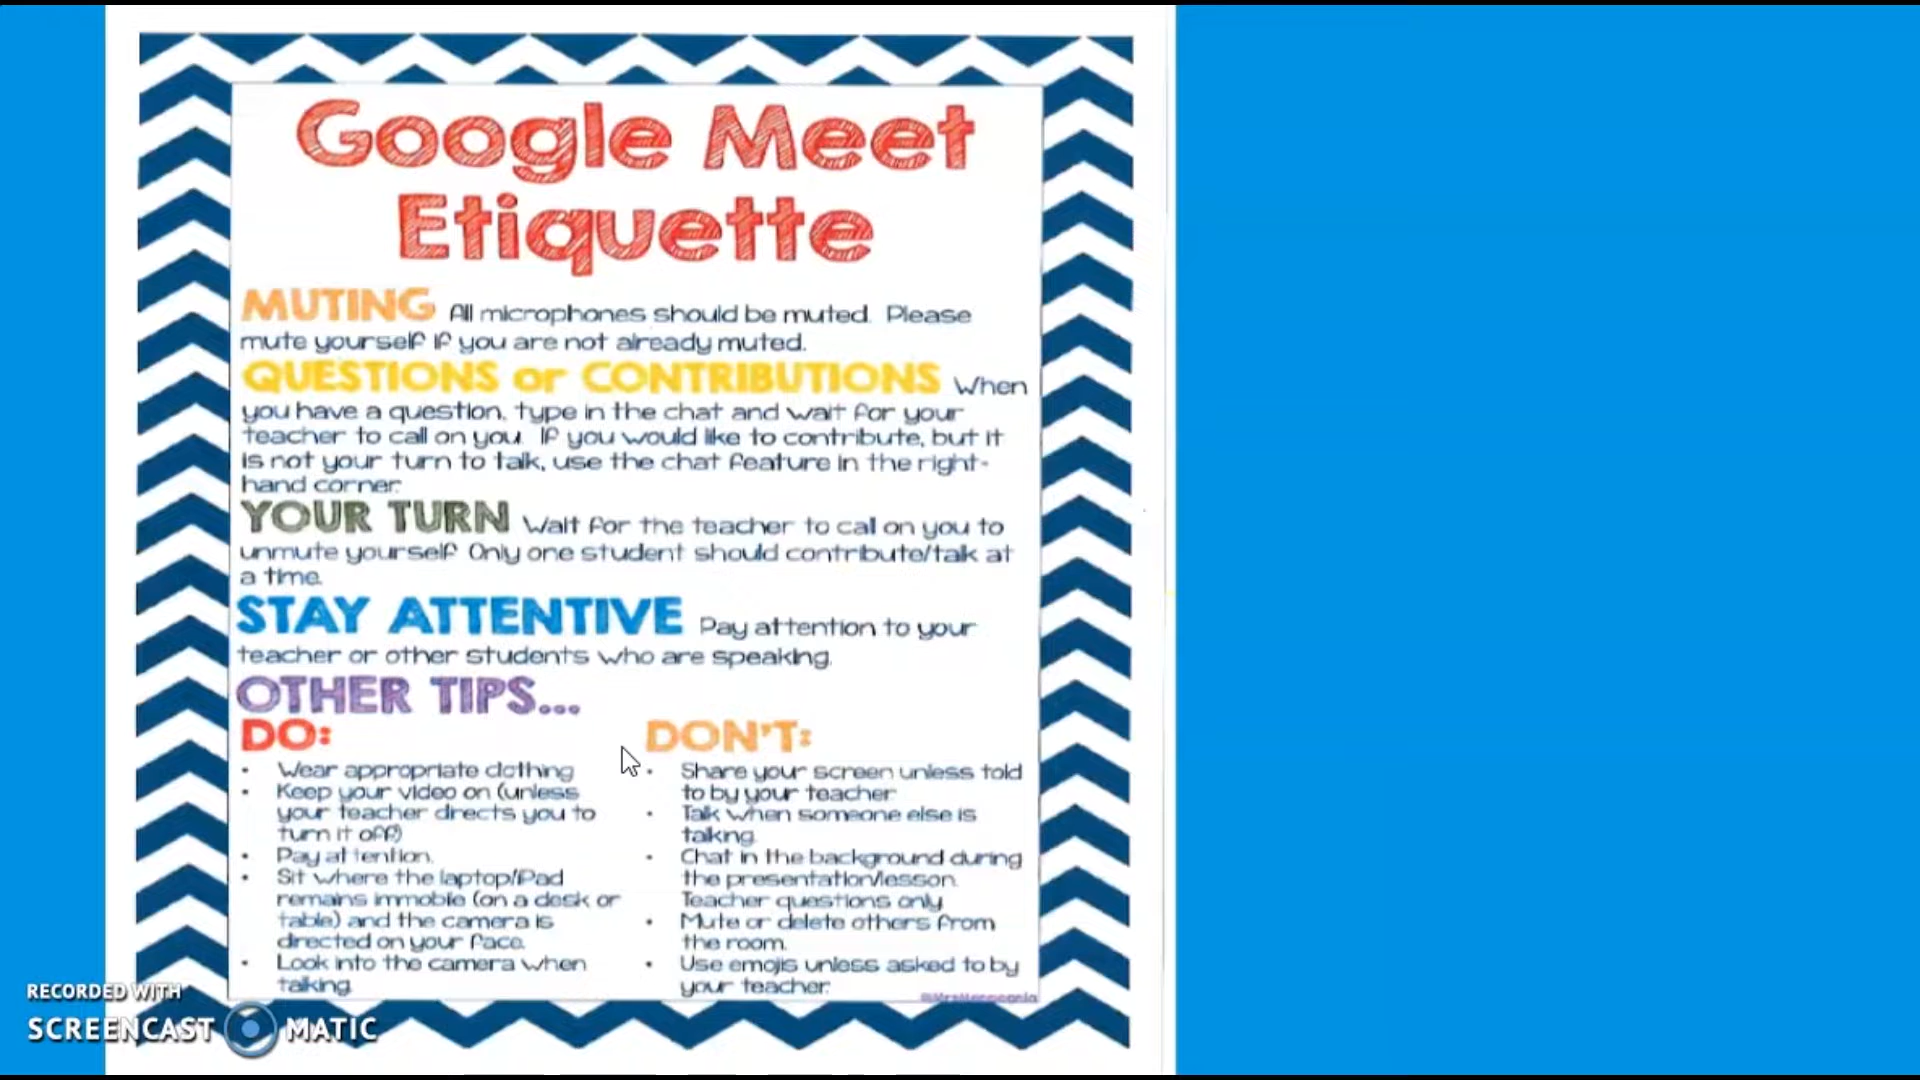 Google Meet
Etiquette
MUTING All microphones should be muted. Please
mute yourself if you are not already muted.
QUESTIONS or CONTRIBUTIONS When
you have a question, type in the chat and wait for your
teacher to call on you. If you would like to contribute, but it
is not your turn to talk, use the chat feature in the right-
hand corner.
YOUR TURN Wait for the teacher to call on you to
unmute yourself. Only one student should contribute/talk at
a time.
STAY ATTENTIVE Pay attention to your
teacher or other students who are speaking.
OTHER TIPS...
DO:
• Wear appropriate clothing
• Keep your video on (unless
your teacher directs you to
turn it off)
• Pay attention.
• Sit where the laptop/iPad
remains immobile (on a desk or
table) and the camera is
directed on your face.
• Look into the camera when
talking.
DON'T:
• Share your screen unless told
to by your teacher.
• Talk when someone else is
talking.
• Chat in the background during
the presentation/lesson.
Teacher questions only
• Mute or delete others from
the room.
• Use emojis unless asked to by
your teacher.
RECORDED WITH
SCREENCAST MATIC